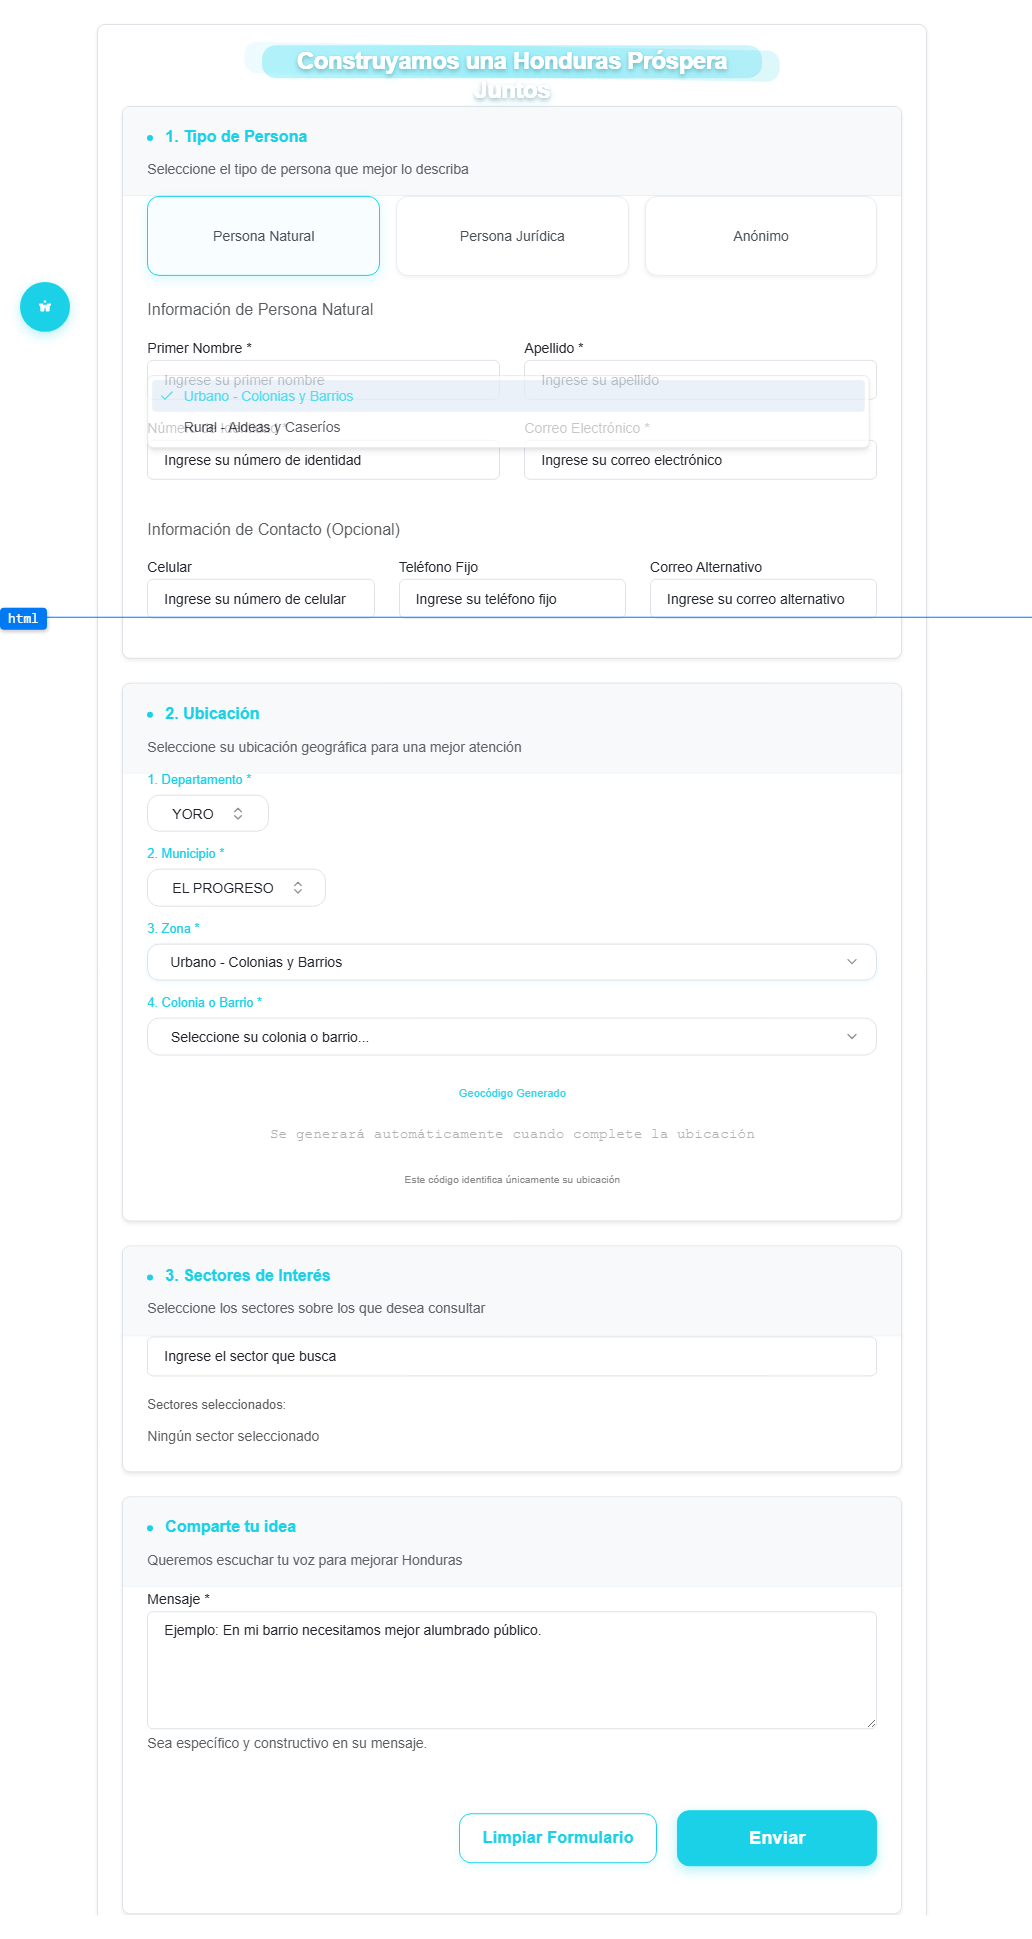 Construyamos una Honduras Próspera
Juntos
1. Tipo de Persona
Seleccione el tipo de persona que mejor lo describa
Persona Natural
Persona Jurídica
Anónimo
Información de Persona Natural
Primer Nombre *
Apellido *
Ingrese su primer nombre
Ingrese su apellido
Urbano - Colonias y Barrios
Rural - Aldeas y Caseríos
Número de Identidad *
Correo Electrónico *
Ingrese su número de identidad
Ingrese su correo electrónico
Información de Contacto (Opcional)
Celular
Teléfono Fijo
Correo Alternativo
Ingrese su número de celular
Ingrese su teléfono fijo
Ingrese su correo alternativo
html
2. Ubicación
Seleccione su ubicación geográfica para una mejor atención
1. Departamento *
YORO
2. Municipio *
EL PROGRESO
3. Zona *
Urbano - Colonias y Barrios
4. Colonia o Barrio *
Seleccione su colonia o barrio...
Geocódigo Generado
Se generará automáticamente cuando complete la ubicación
Este código identifica únicamente su ubicación
3. Sectores de Interés
Seleccione los sectores sobre los que desea consultar
Ingrese el sector que busca
Sectores seleccionados:
Ningún sector seleccionado
Comparte tu idea
Queremos escuchar tu voz para mejorar Honduras
Mensaje *
Ejemplo: En mi barrio necesitamos mejor alumbrado público.
Sea específico y constructivo en su mensaje.
Limpiar Formulario
Enviar